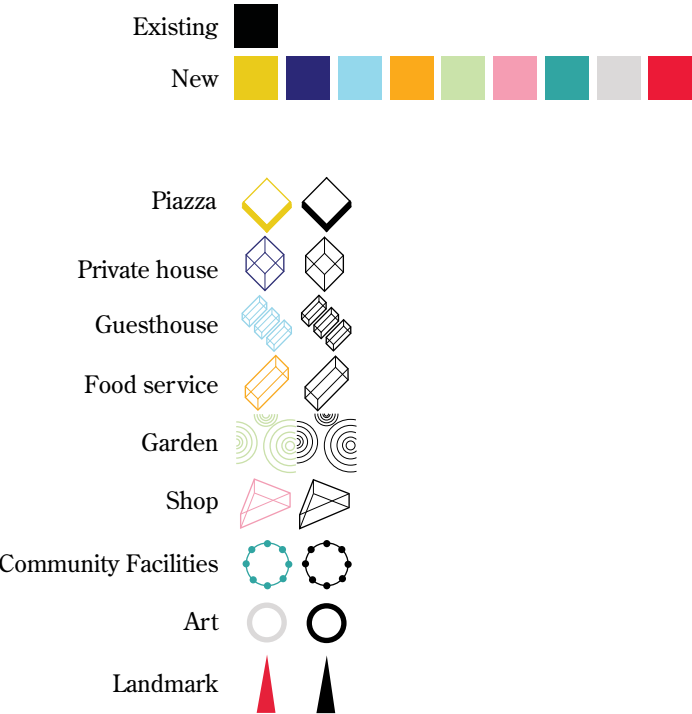 Existing
New
Piazza
Private house
Guesthouse
Food service
Garden
Shop
Community Facilities
Art
Landmark